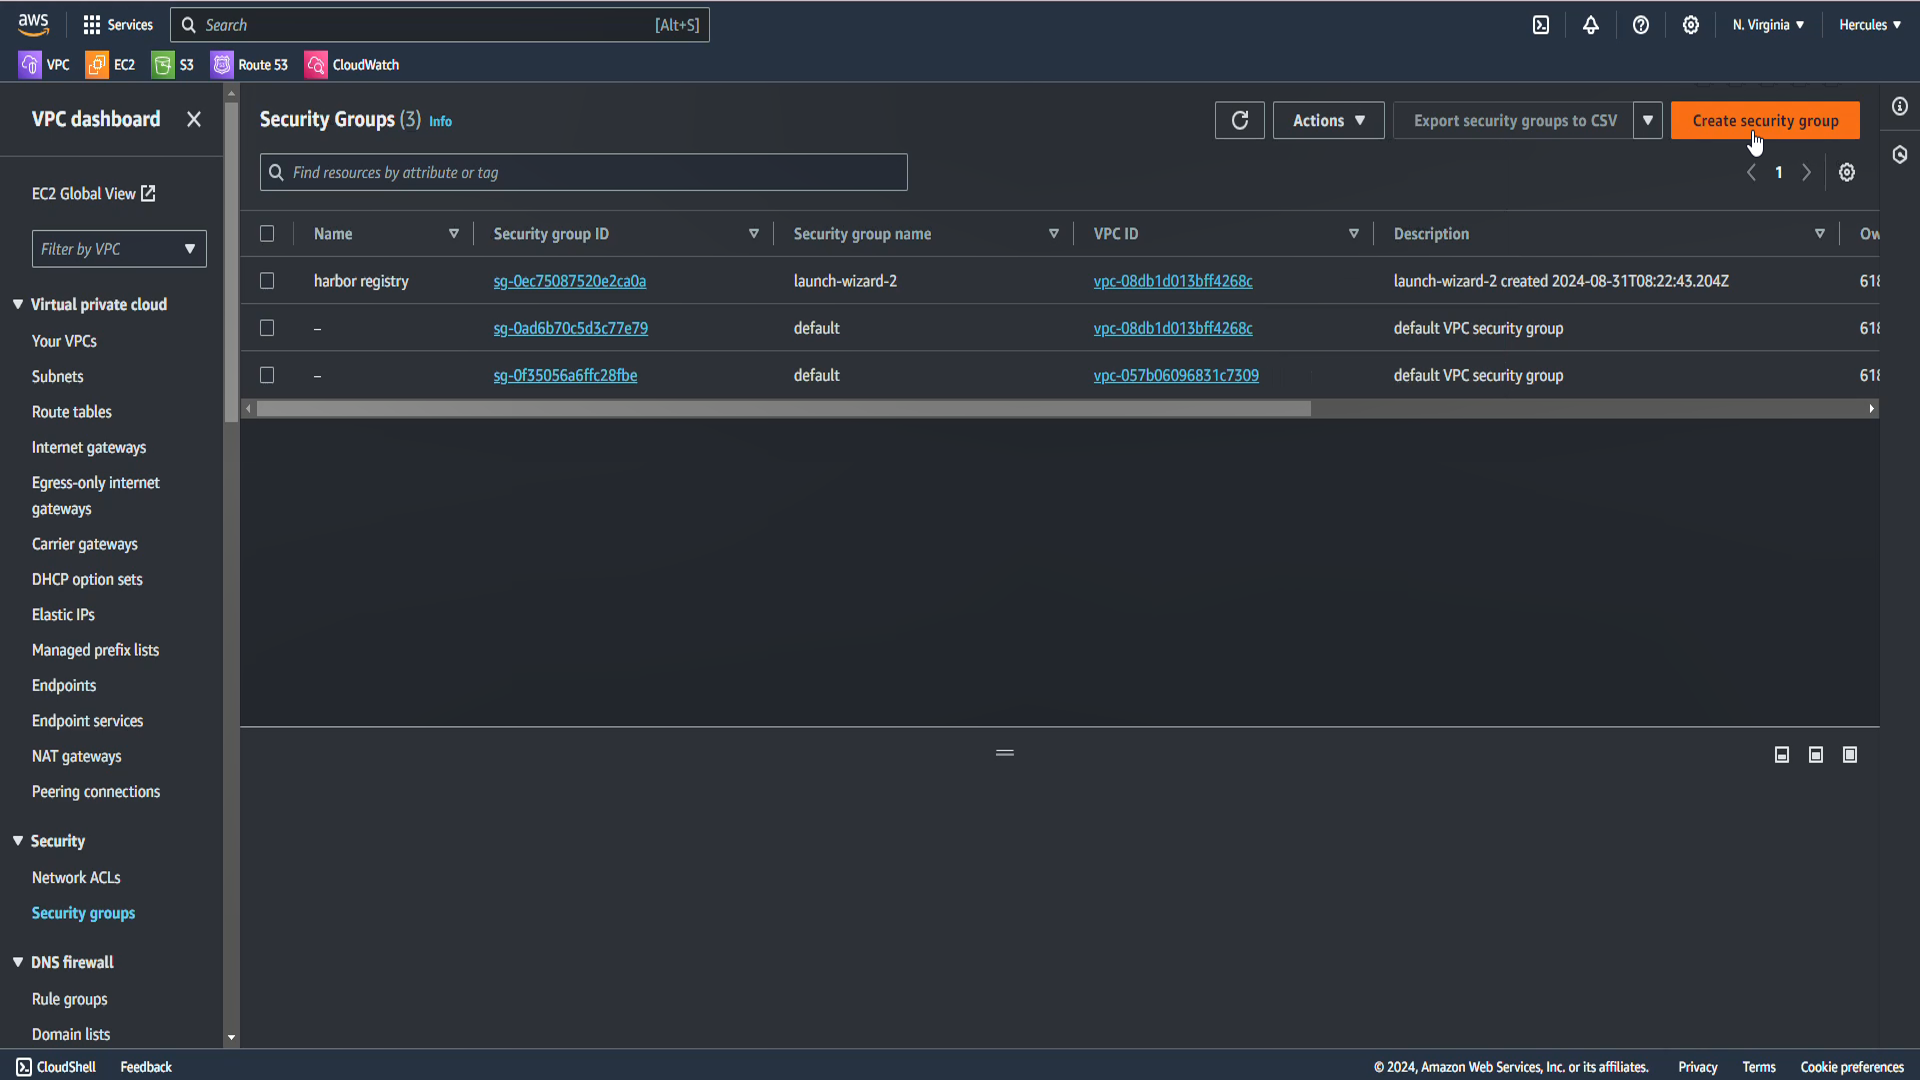 aws Services Search [Alt+S] N. Virginia Hercules
VPC EC2 S3 Route 53 CloudWatch
VPC dashboard
EC2 Global View
Filter by VPC
Virtual private cloud
Your VPCs
Subnets
Route tables
Internet gateways
Egress-only internet
gateways
Carrier gateways
DHCP option sets
Elastic IPs
Managed prefix lists
Endpoints
Endpoint services
NAT gateways
Peering connections
Security
Network ACLs
Security groups
DNS firewall
Rule groups
Domain lists
Security Groups (3) Info Actions Export security groups to CSV Create security group
Find resources by attribute or tag 1
Name Security group ID Security group name VPC ID Description Ow
harbor registry sg-0ec75087520e2ca0a launch-wizard-2 vpc-08db1d013bff4268c launch-wizard-2 created 2024-08-31T08:22:43.204Z 618
– sg-0ad6b70c5d3c77e79 default vpc-08db1d013bff4268c default VPC security group 618
– sg-0f35056a6ffc28fbe default vpc-057b06096831c7309 default VPC security group 618
CloudShell Feedback © 2024, Amazon Web Services, Inc. or its affiliates. Privacy Terms Cookie preferences